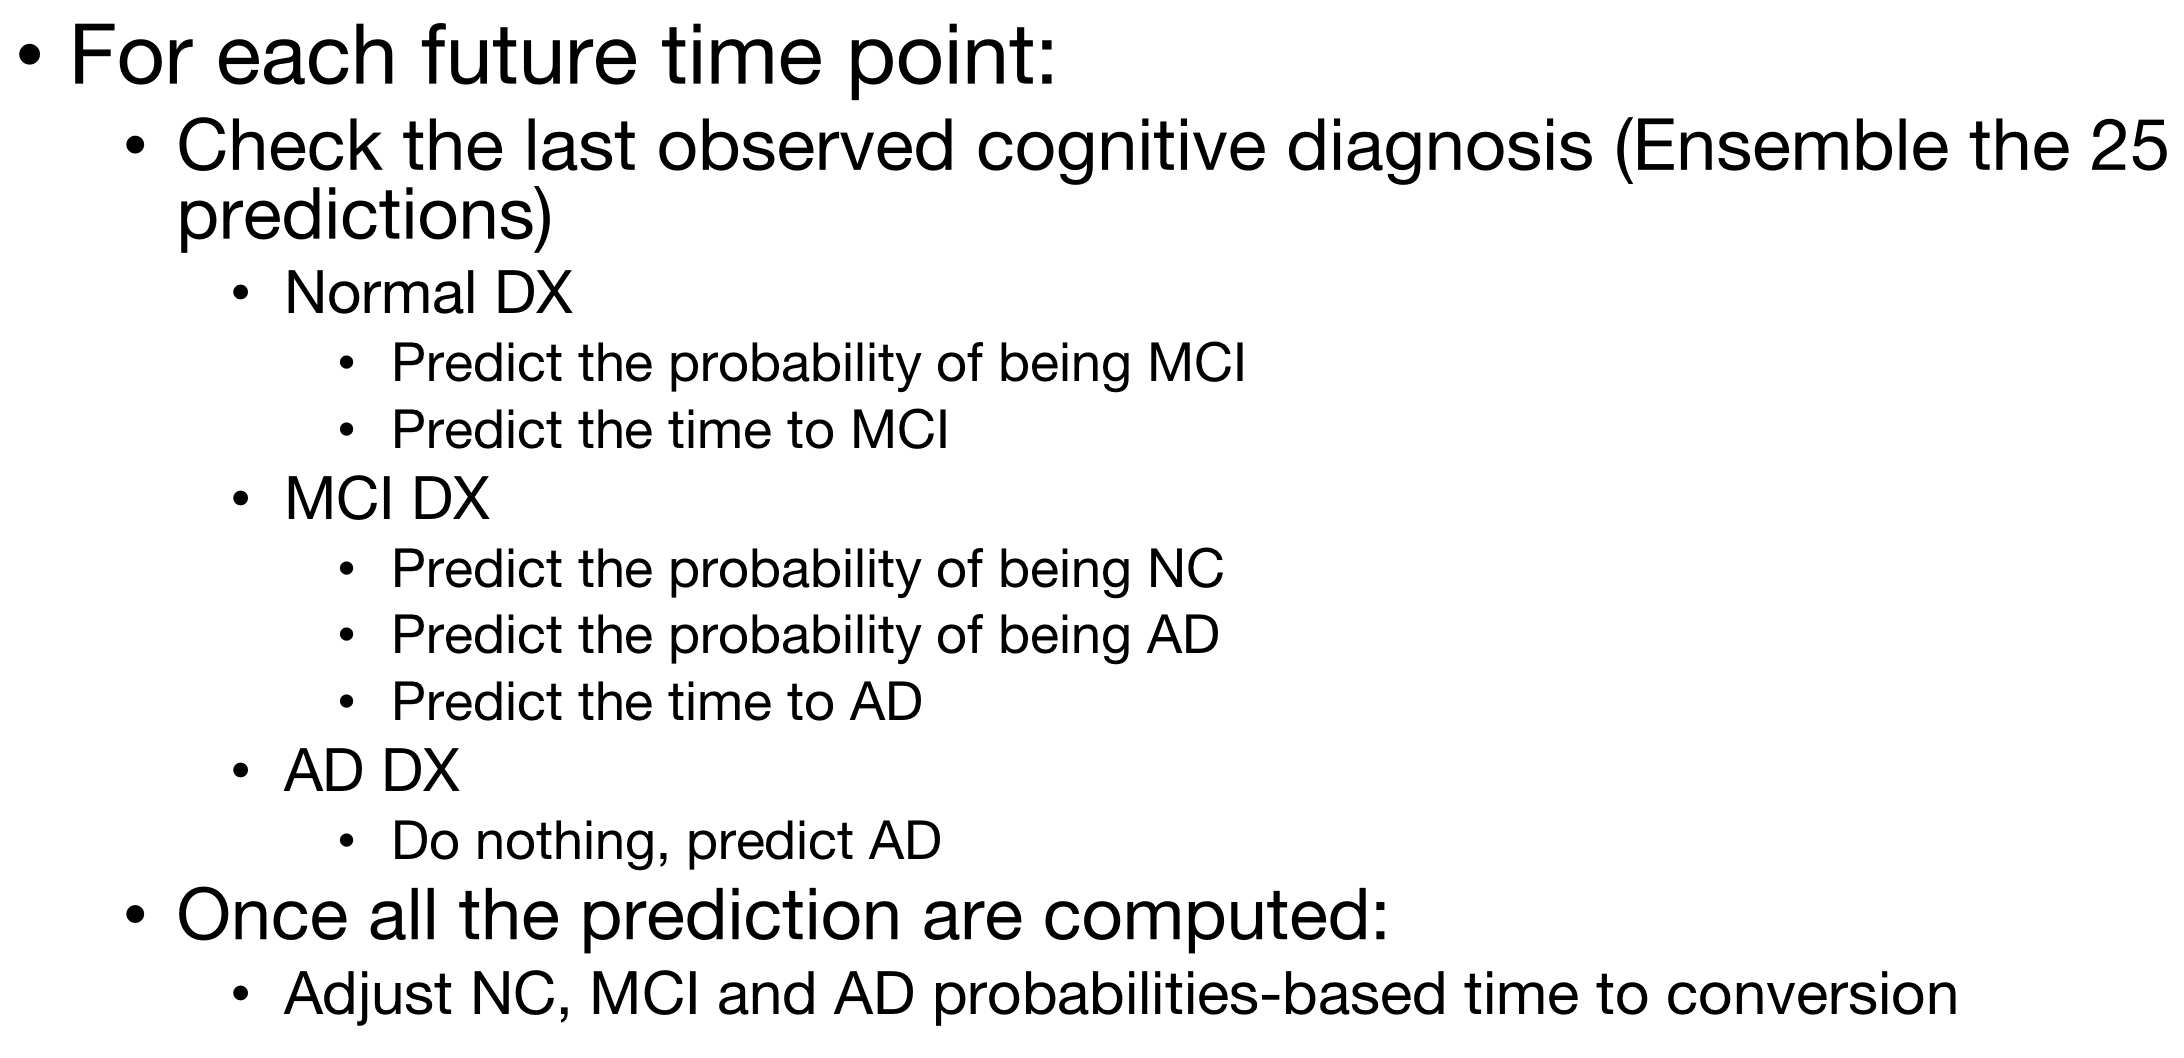 • For each future time point:
• Check the last observed cognitive diagnosis (Ensemble the 25
predictions)
• Normal DX
• Predict the probability of being MCI
• Predict the time to MCI
• MCI DX
• Predict the probability of being NC
• Predict the probability of being AD
• Predict the time to AD
• AD DX
• Do nothing, predict AD
• Once all the prediction are computed:
• Adjust NC, MCI and AD probabilities-based time to conversion